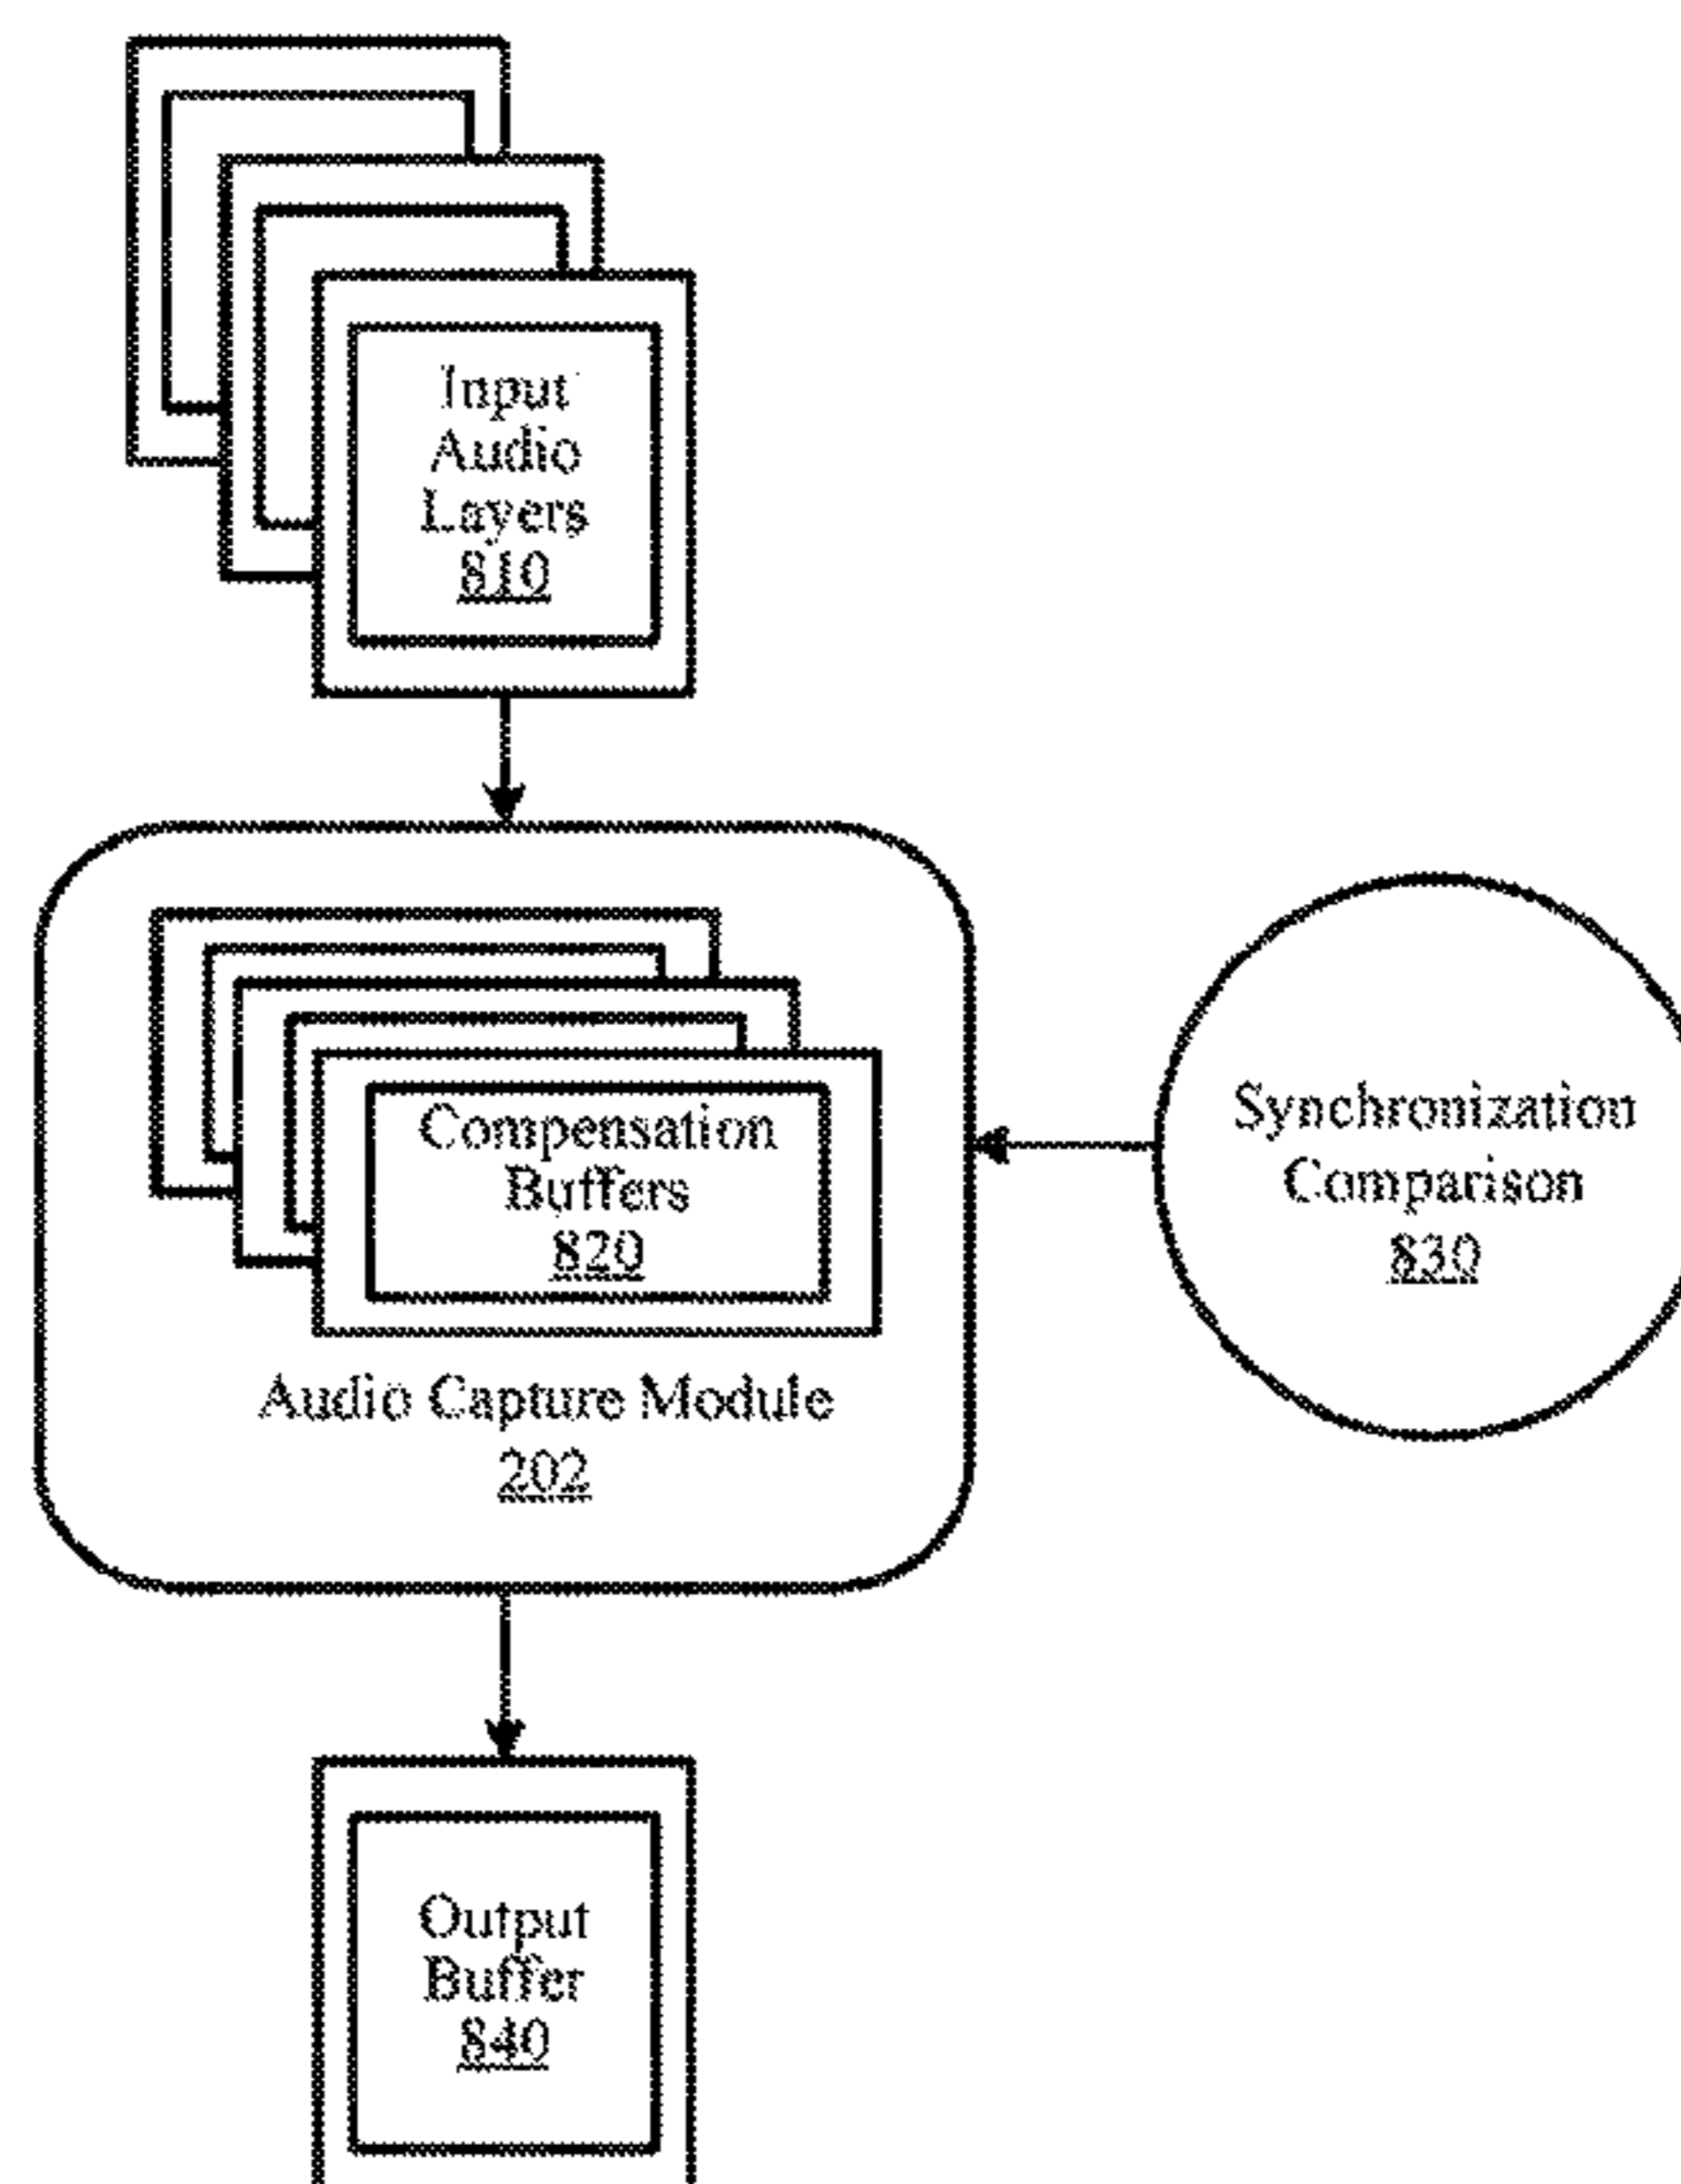 Input
Audio
Layers
810
Compensation
Buffers
820
Audio Capture Module
202
Synchronization
Comparison
830
Output
Buffer
840